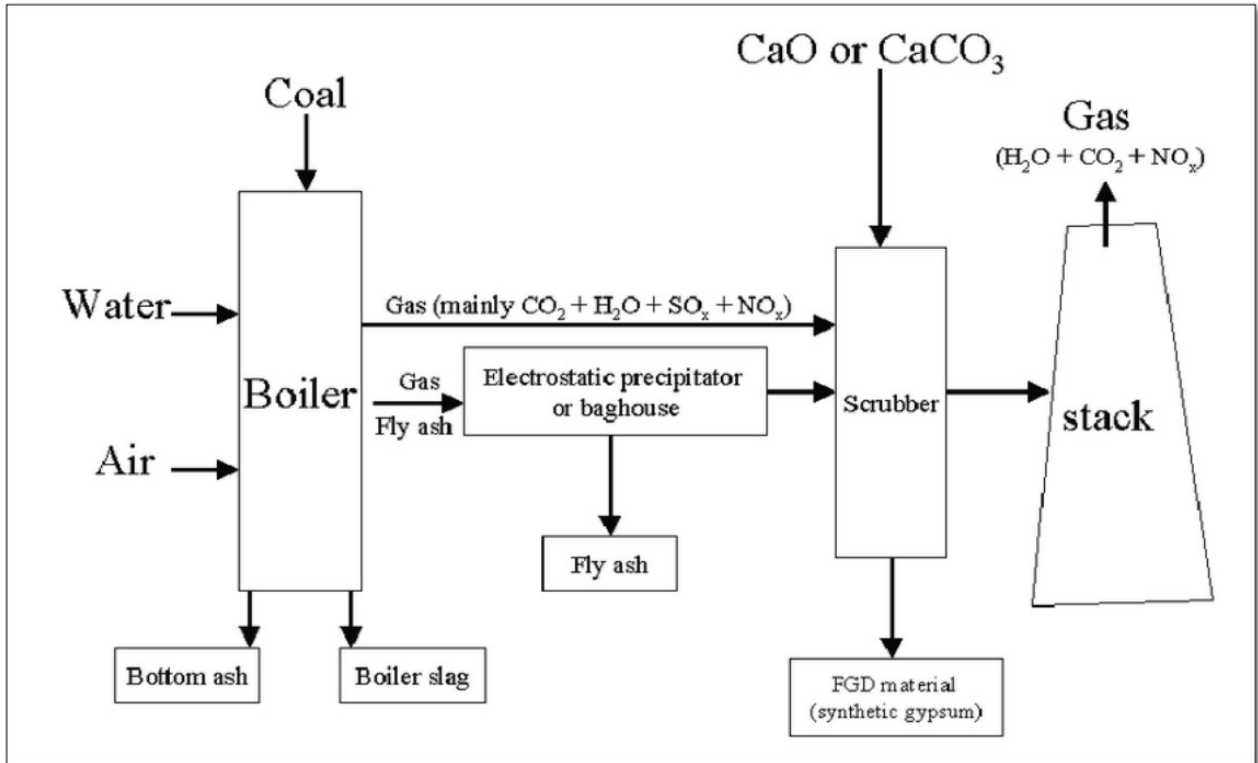 CaO or CaCO₃
Coal
Gas
(H₂O + CO₂ + NOₓ)
Water
Gas (mainly CO₂ + H₂O + SOₓ + NOₓ)
Boiler
Gas
Fly ash
Electrostatic precipitator
or baghouse
Scrubber
stack
Air
Fly ash
Bottom ash
Boiler slag
FGD material
(synthetic gypsum)